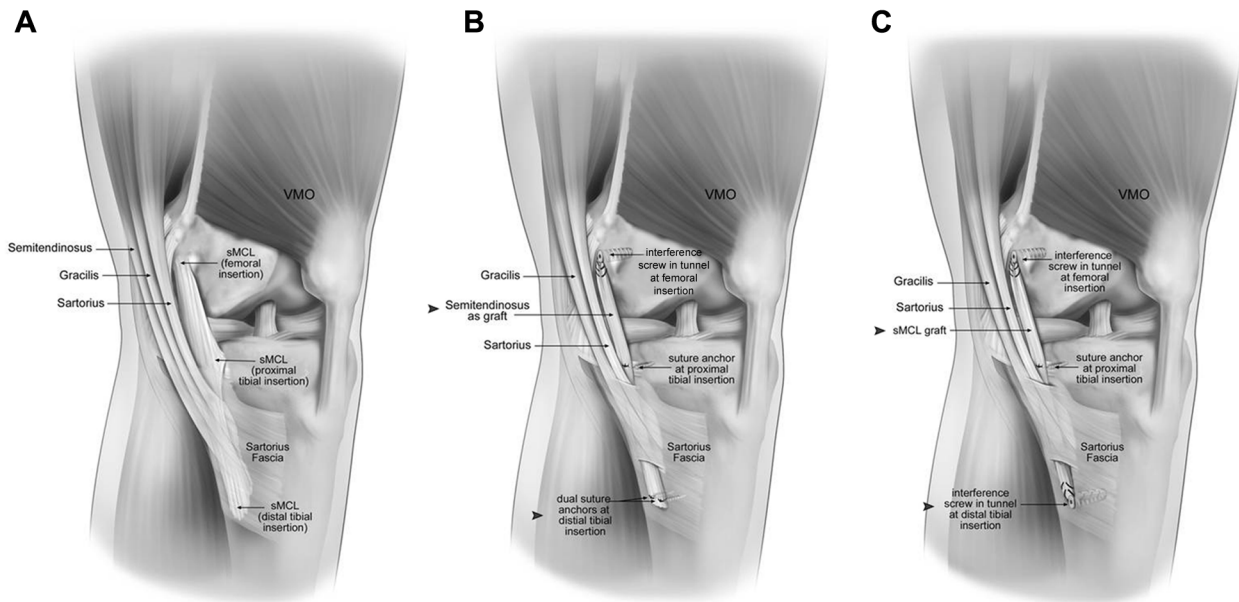 A
VMO
Semitendinosus
Gracilis
Sartorius
sMCL
(femoral
insertion)
sMCL
(proximal
tibial insertion)
Sartorius
Fascia
sMCL
(distal tibial
insertion)
B
VMO
interference
screw in tunnel
at femoral
insertion
Gracilis
Semitendinosus
as graft
Sartorius
suture anchor
at proximal
tibial insertion
Sartorius
Fascia
dual suture
anchors at
distial tibial
insertion
C
VMO
interference
screw in tunnel
at femoral
insertion
Gracilis
Sartorius
sMCL graft
suture anchor
at proximal
tibial insertion
Sartorius
Fascia
interference
screw in tunnel
at distal tibial
insertion